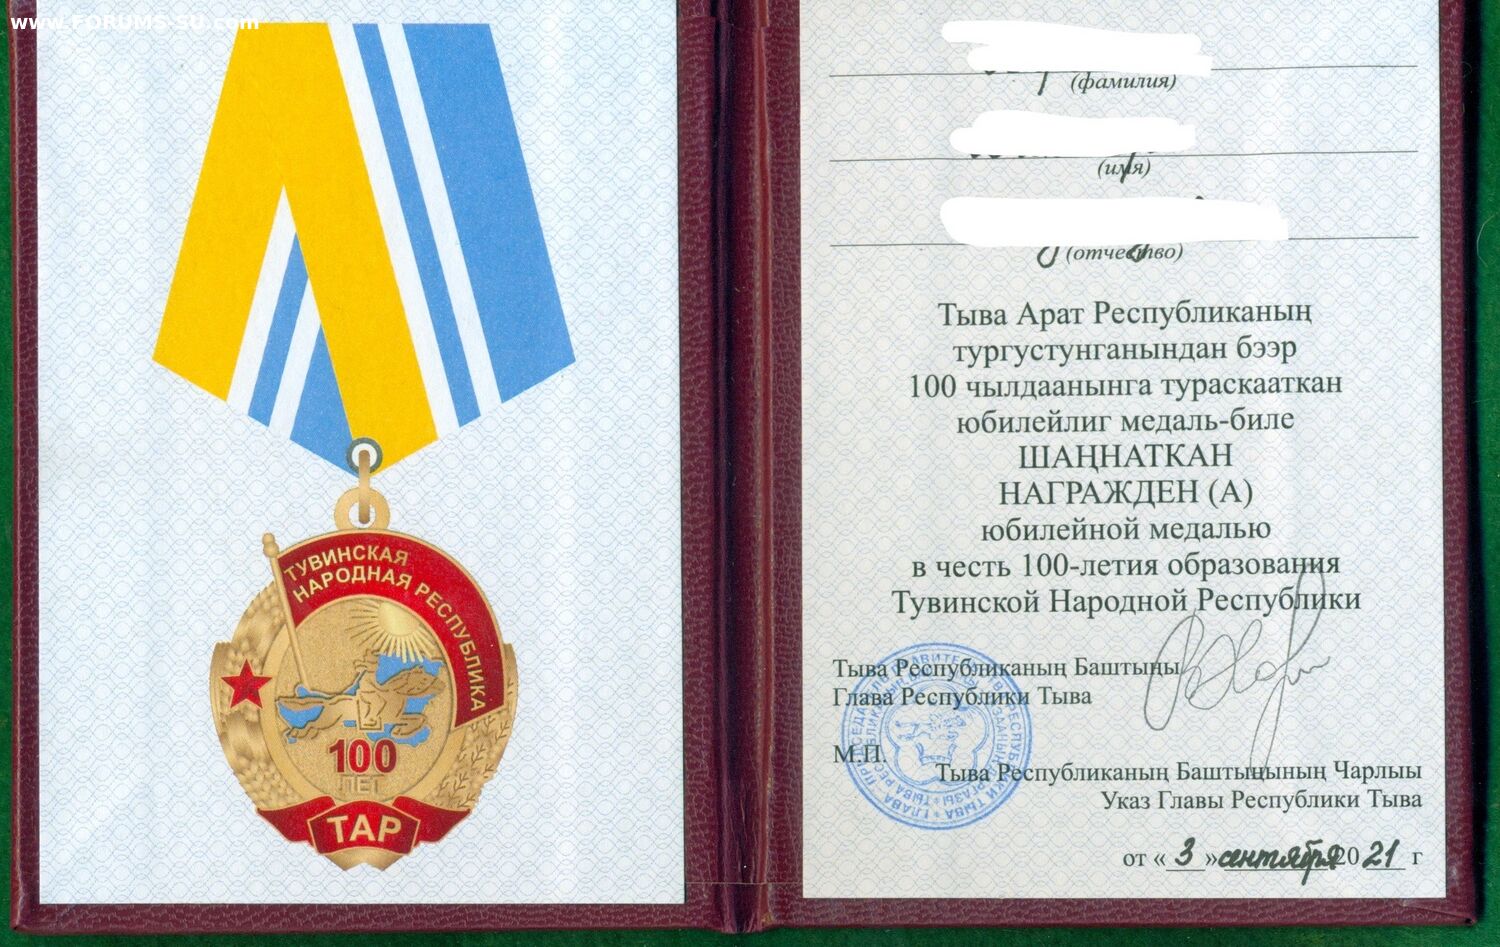 www.FORUMS-SU.com
ТУВИНСКАЯ
НАРОДНАЯ РЕСПУБЛИКА
100
ЛЕТ
ТАР
(фамилия)
(имя)
(отчество)
Тыва Арат Республиканың
тургустунганындан бээр
100 чылдаанынга тураскааткан
юбилейлиг медаль-биле
ШАҢНАТКАН
НАГРАЖДЕН (А)
юбилейной медалью
в честь 100-летия образования
Тувинской Народной Республики
Тыва Республиканың Баштыңы
Глава Республики Тыва
М.П.
Тыва Республиканың Баштыңының Чарлыы
Указ Главы Республики Тыва
от «3» сентября 2021 г